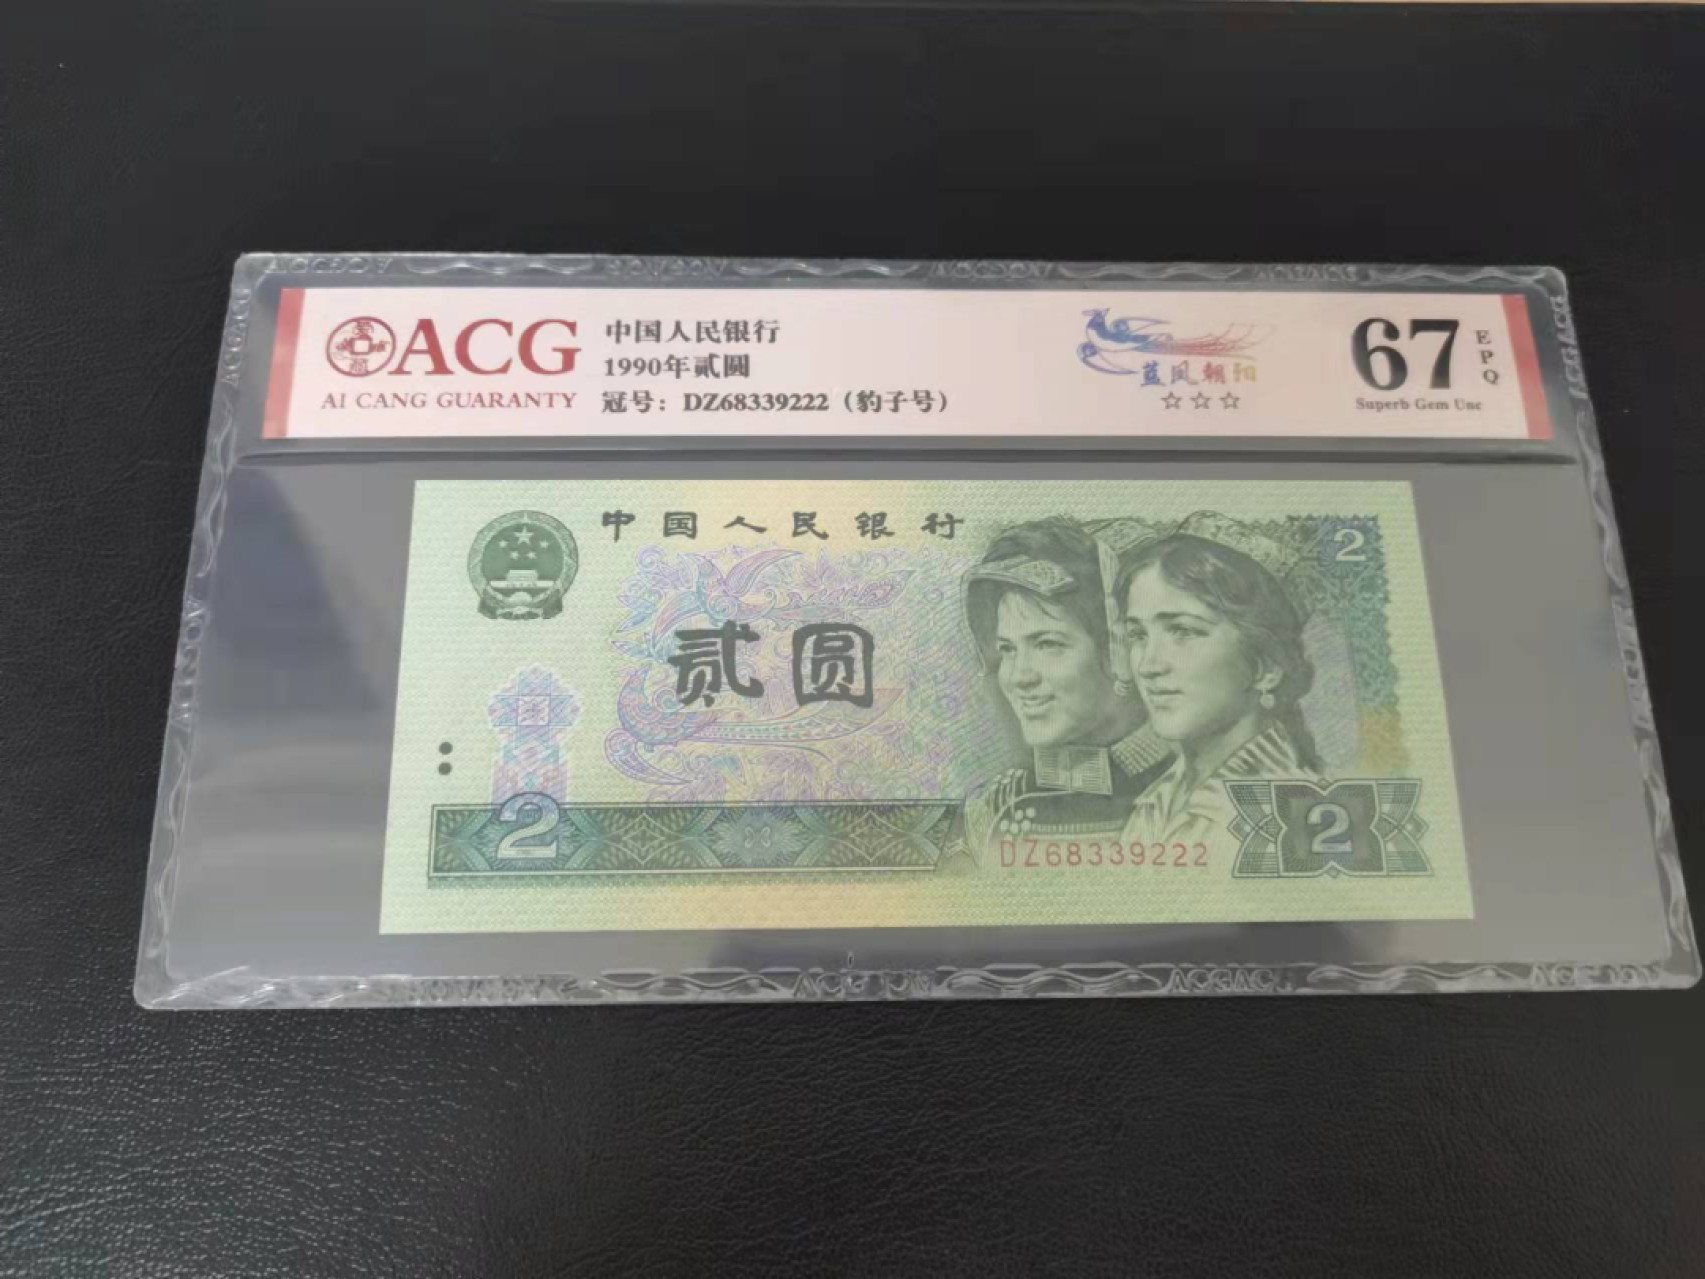 ACG
AI CANG GUARANTY
中国人民银行
1990年贰圆
冠号：DZ68339222（豹子号）
蓝凤朝阳
☆☆☆
67
EPQ
Superb Gem Unc
中国人民银行
2
贰圆
2
DZ68339222
2